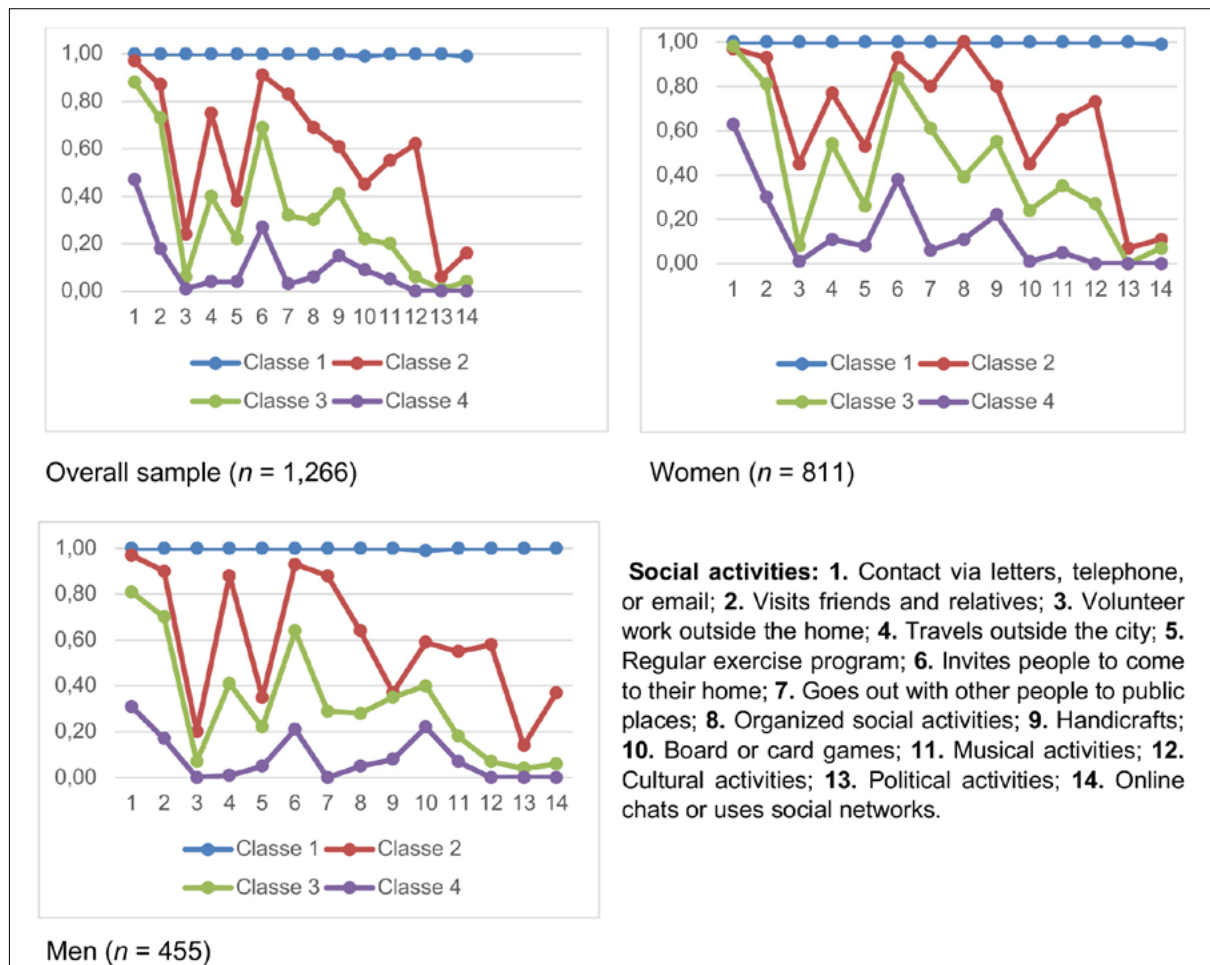 1,00
0,80
0,60
0,40
0,20
0,00
1 2 3 4 5 6 7 8 9 10 11 12 13 14
Classe 1 Classe 2
Classe 3 Classe 4
Overall sample (n = 1,266)
1,00
0,80
0,60
0,40
0,20
0,00
1 2 3 4 5 6 7 8 9 10 11 12 13 14
Classe 1 Classe 2
Classe 3 Classe 4
Women (n = 811)
1,00
0,80
0,60
0,40
0,20
0,00
1 2 3 4 5 6 7 8 9 10 11 12 13 14
Classe 1 Classe 2
Classe 3 Classe 4
Men (n = 455)
Social activities: 1. Contact via letters, telephone,
or email; 2. Visits friends and relatives; 3. Volunteer
work outside the home; 4. Travels outside the city; 5.
Regular exercise program; 6. Invites people to come
to their home; 7. Goes out with other people to public
places; 8. Organized social activities; 9. Handicrafts;
10. Board or card games; 11. Musical activities; 12.
Cultural activities; 13. Political activities; 14. Online
chats or uses social networks.